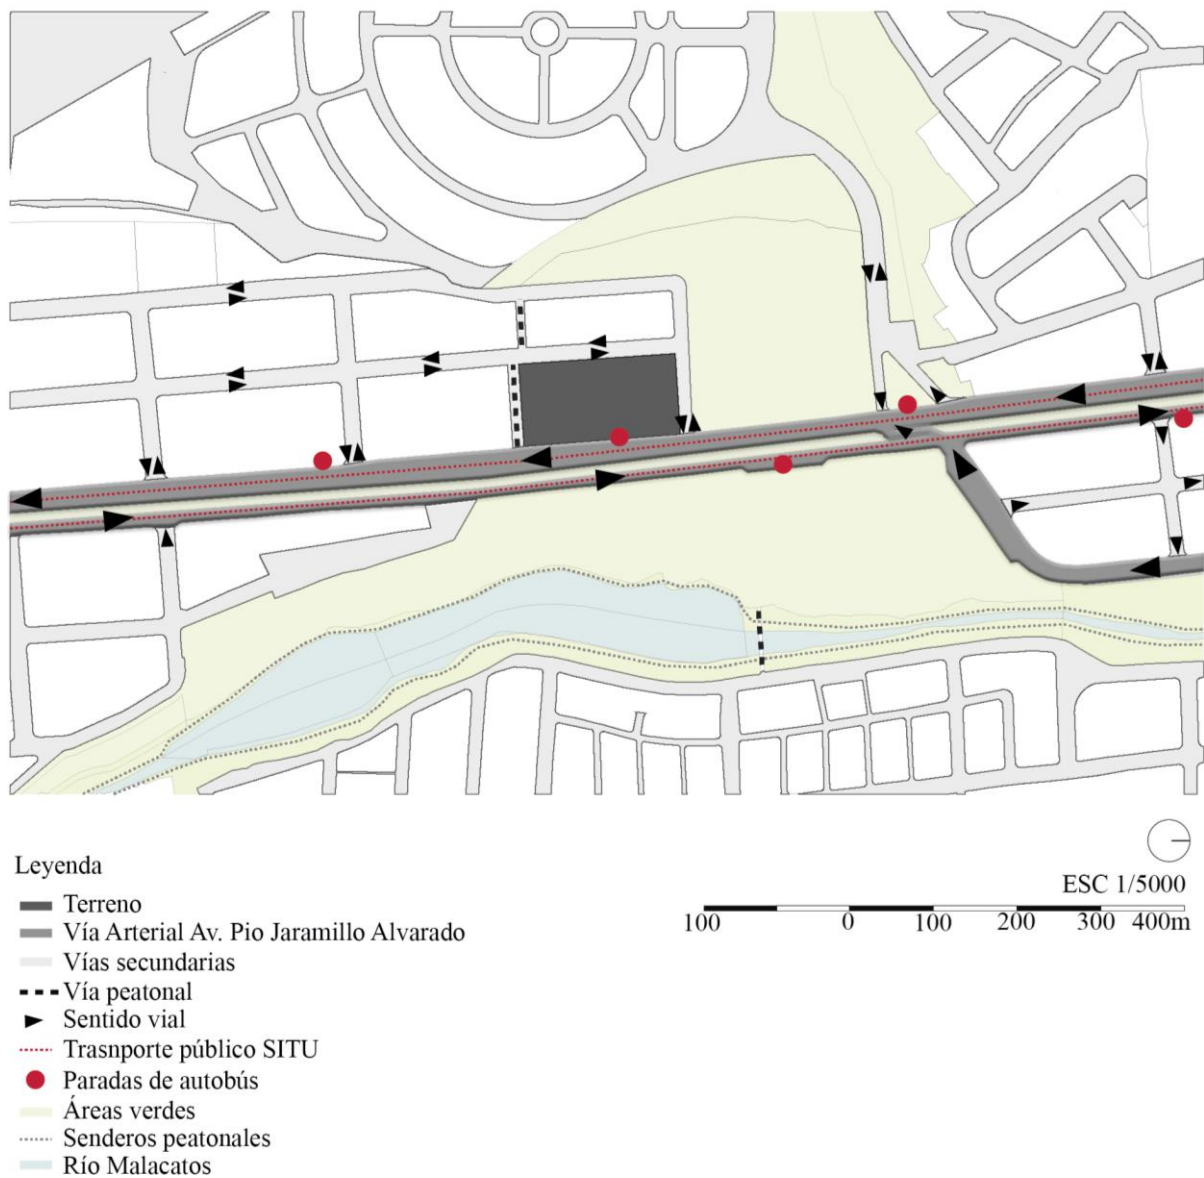 Leyenda
Terreno
Vía Arterial Av. Pio Jaramillo Alvarado
Vías secundarias
Vía peatonal
Sentido vial
Trasnporte público SITU
Paradas de autobús
Áreas verdes
Senderos peatonales
Río Malacatos
ESC 1/5000
100 0 100 200 300 400m